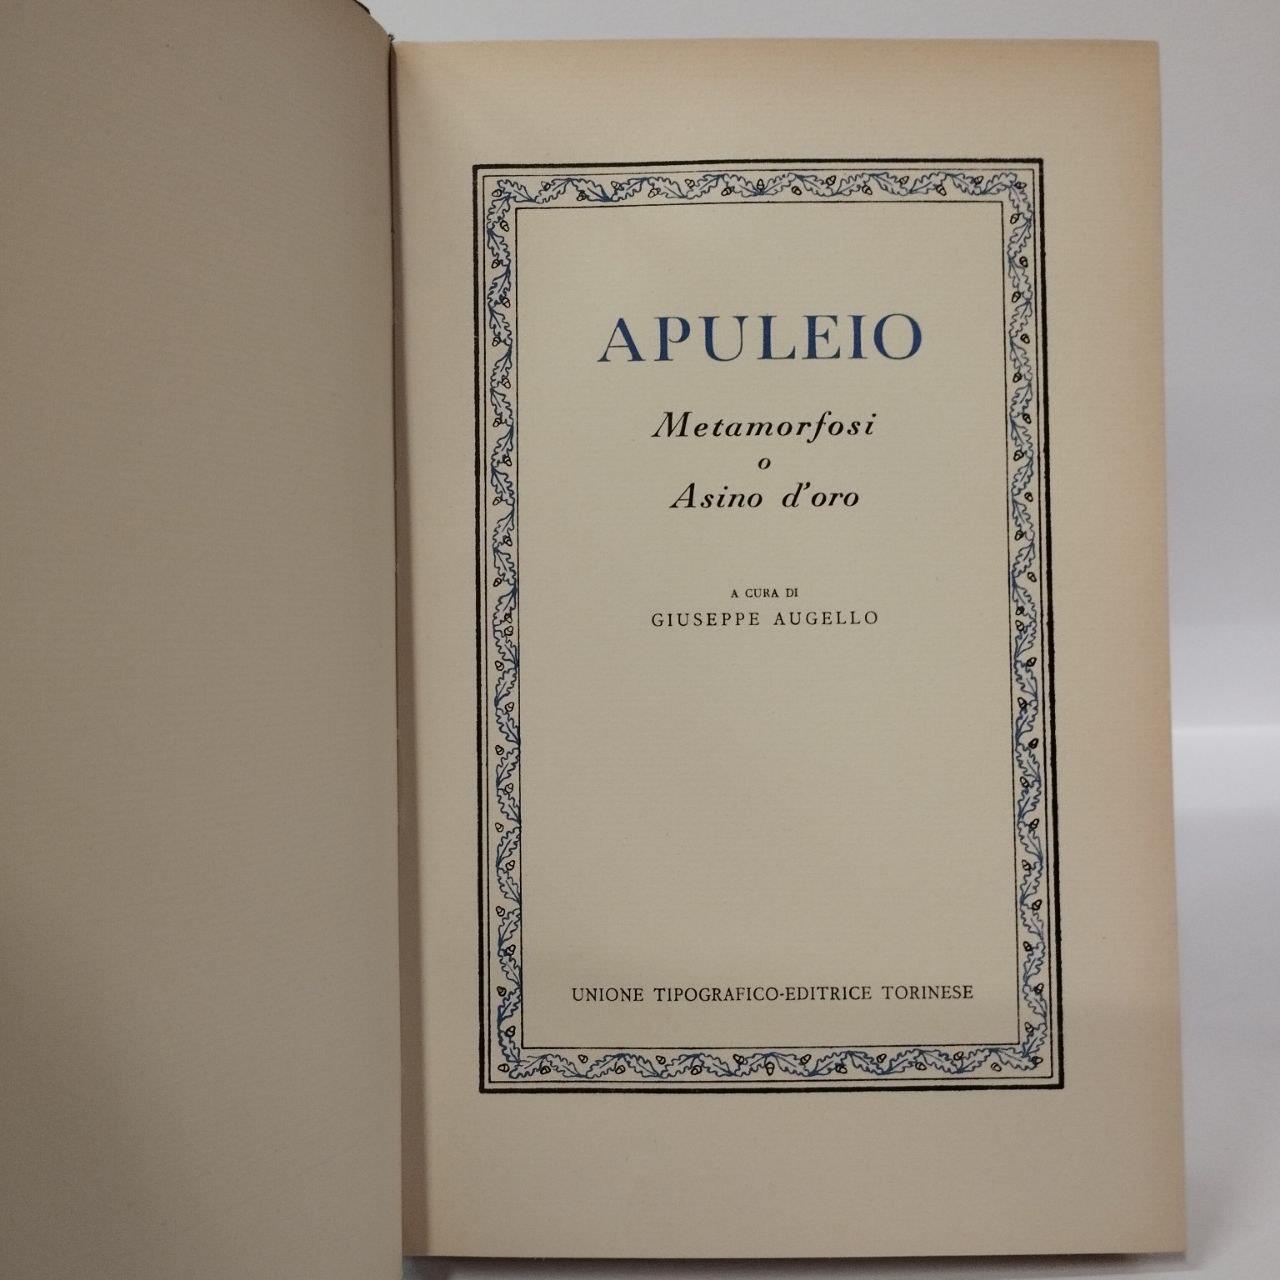 APULEIO
Metamorfosi
o
Asino d'oro
A CURA DI
GIUSEPPE AUGELLO
UNIONE TIPOGRAFICO-EDITRICE TORINESE